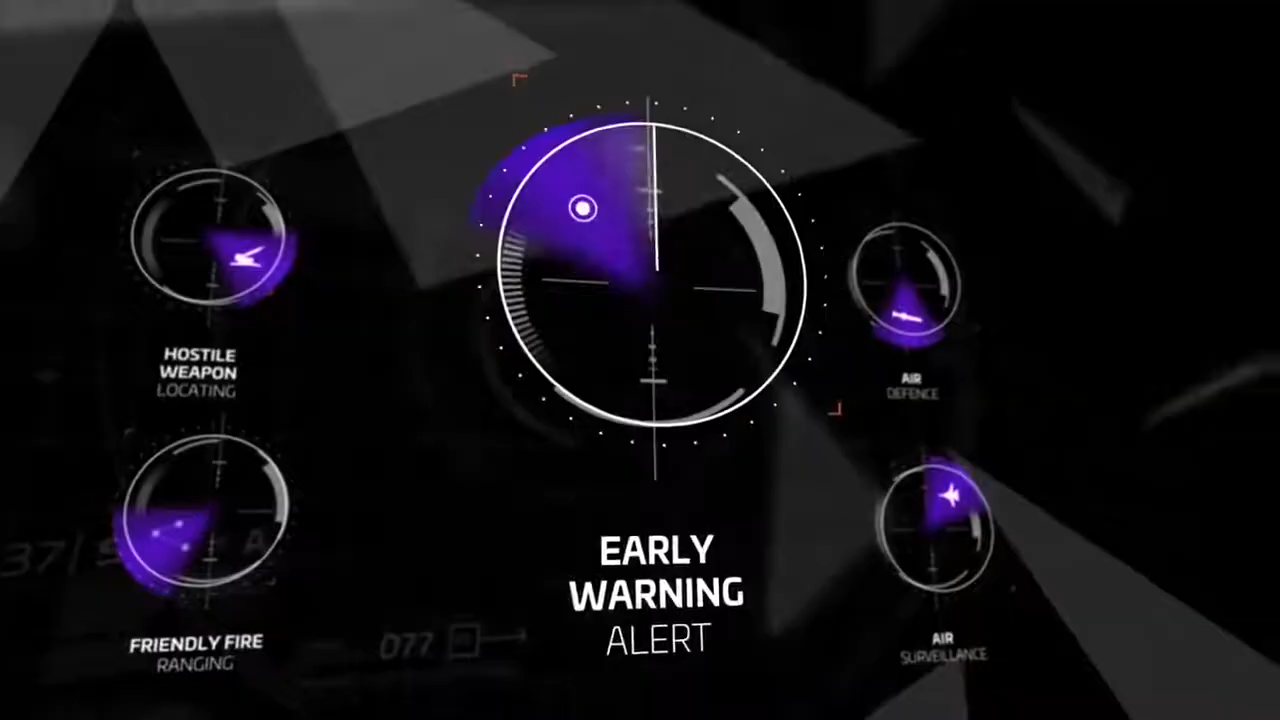 HOSTILE
WEAPON
LOCATING
FRIENDLY FIRE
RANGING
EARLY
WARNING
ALERT
AIR
DEFENCE
AIR
SURVEILLANCE
077